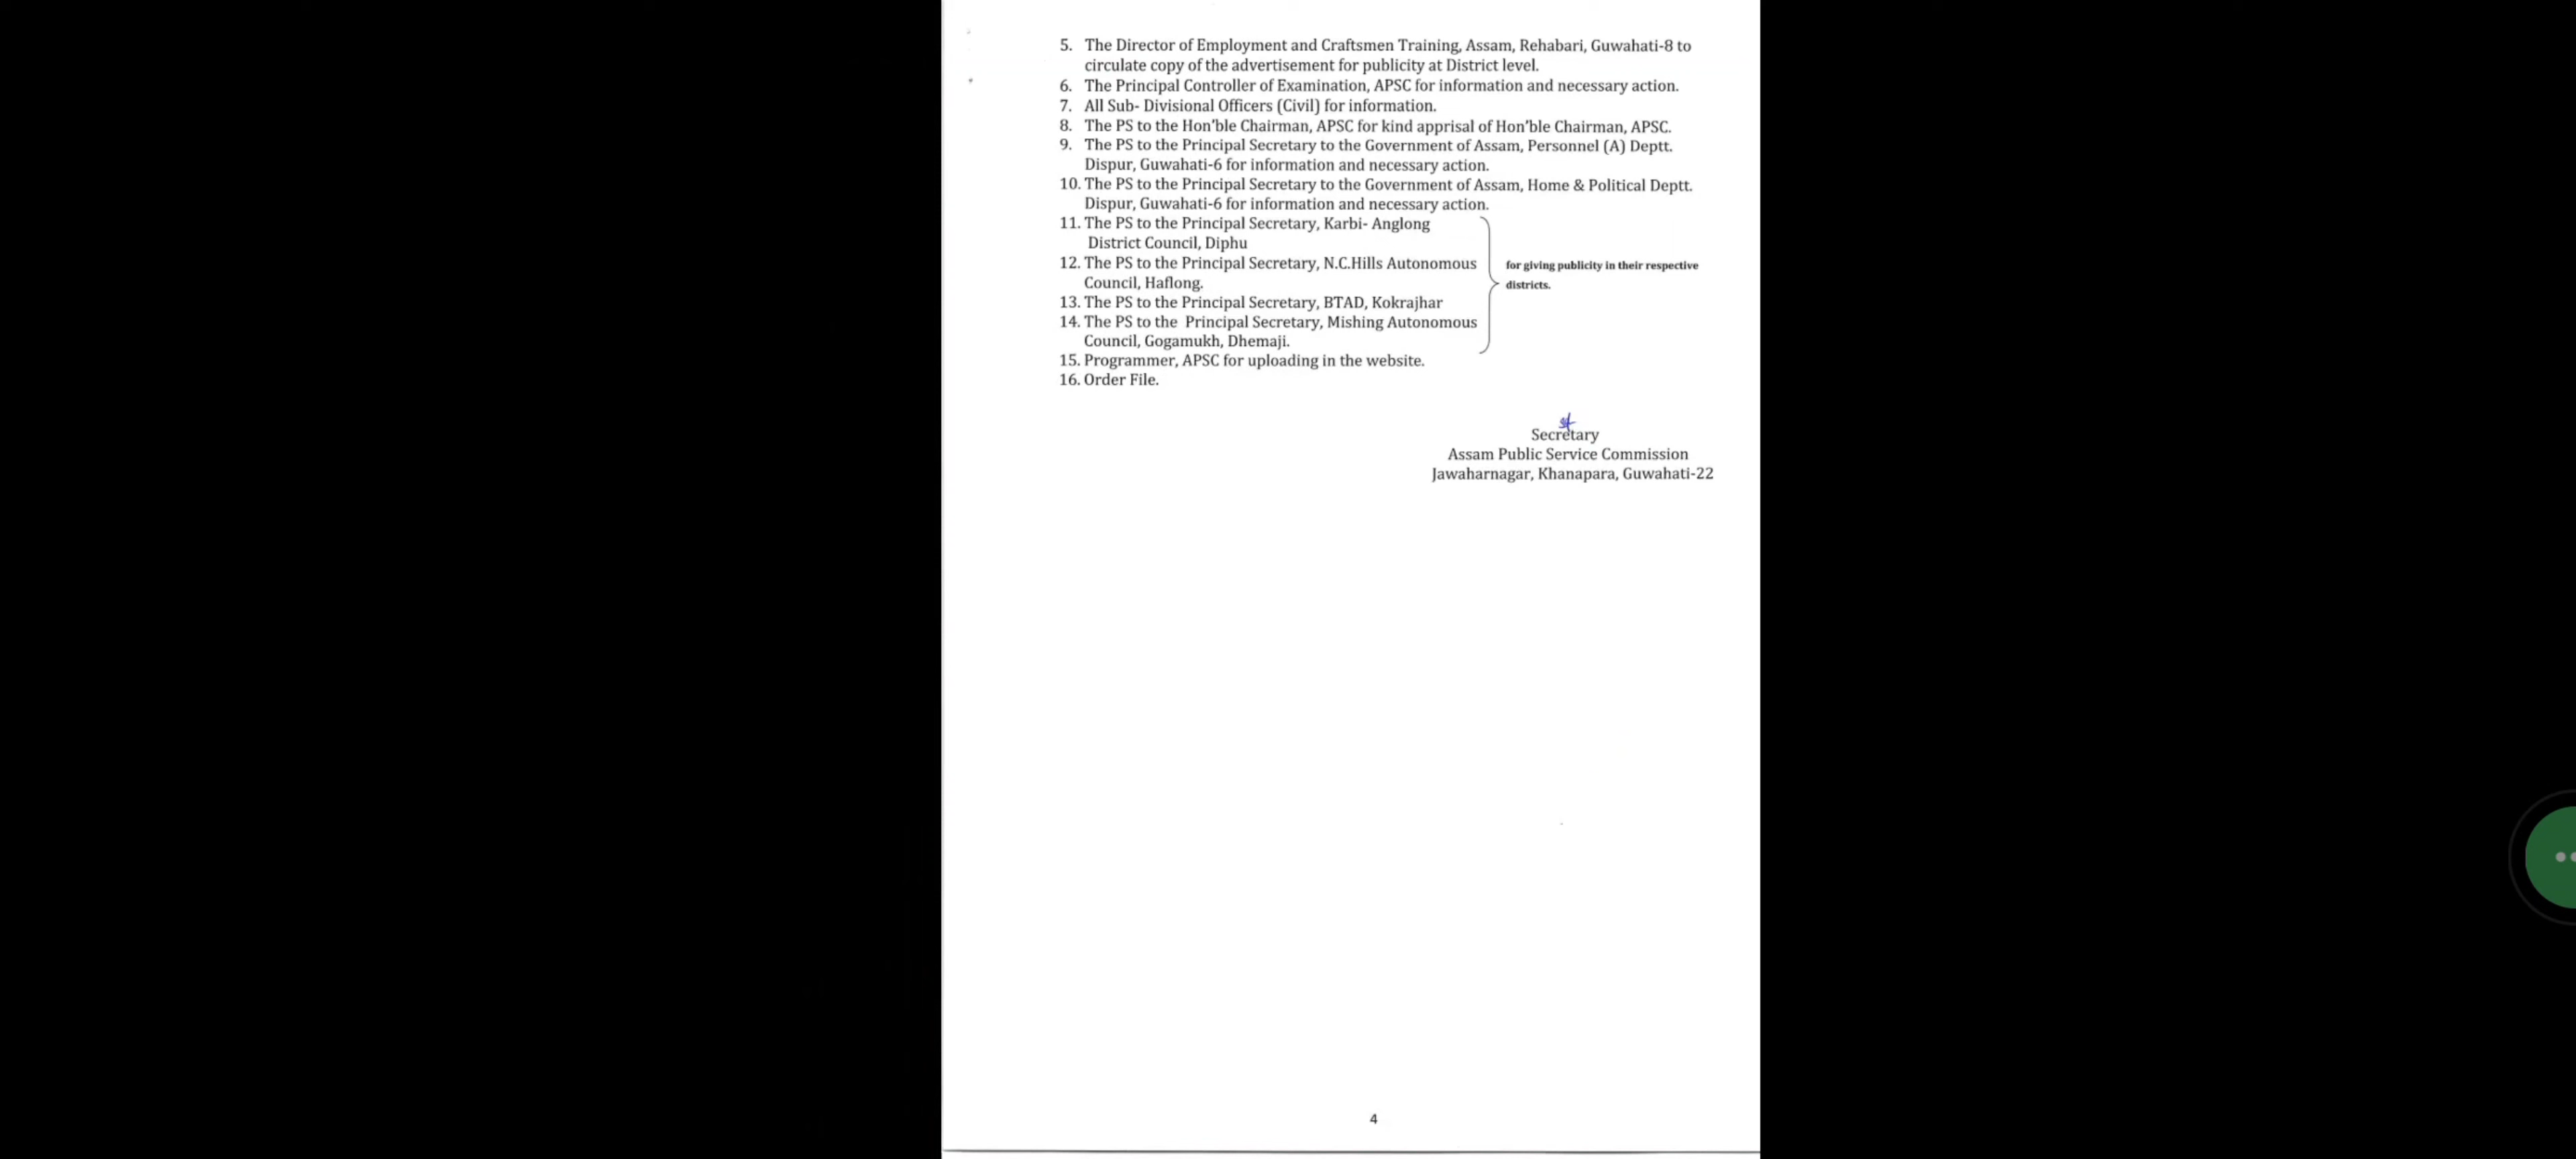 5. The Director of Employment and Craftsmen Training, Assam, Rehabari, Guwahati-8 to
circulate copy of the advertisement for publicity at District level.
6. The Principal Controller of Examination, APSC for information and necessary action.
7. All Sub- Divisional Officers (Civil) for information.
8. The PS to the Hon'ble Chairman, APSC for kind apprisal of Hon'ble Chairman, APSC.
9. The PS to the Principal Secretary to the Government of Assam, Personnel (A) Deptt.
Dispur, Guwahati-6 for information and necessary action.
10. The PS to the Principal Secretary to the Government of Assam, Home & Political Deptt.
Dispur, Guwahati-6 for information and necessary action.
11. The PS to the Principal Secretary, Karbi- Anglong
District Council, Diphu
12. The PS to the Principal Secretary, N.C.Hills Autonomous
Council, Haflong.
13. The PS to the Principal Secretary, BTAD, Kokrajhar
14. The PS to the Principal Secretary, Mishing Autonomous
Council, Gogamukh, Dhemaji.
for giving publicity in their respective
districts.
15. Programmer, APSC for uploading in the website.
16. Order File.
Secretary
Assam Public Service Commission
Jawaharnagar, Khanapara, Guwahati-22
4